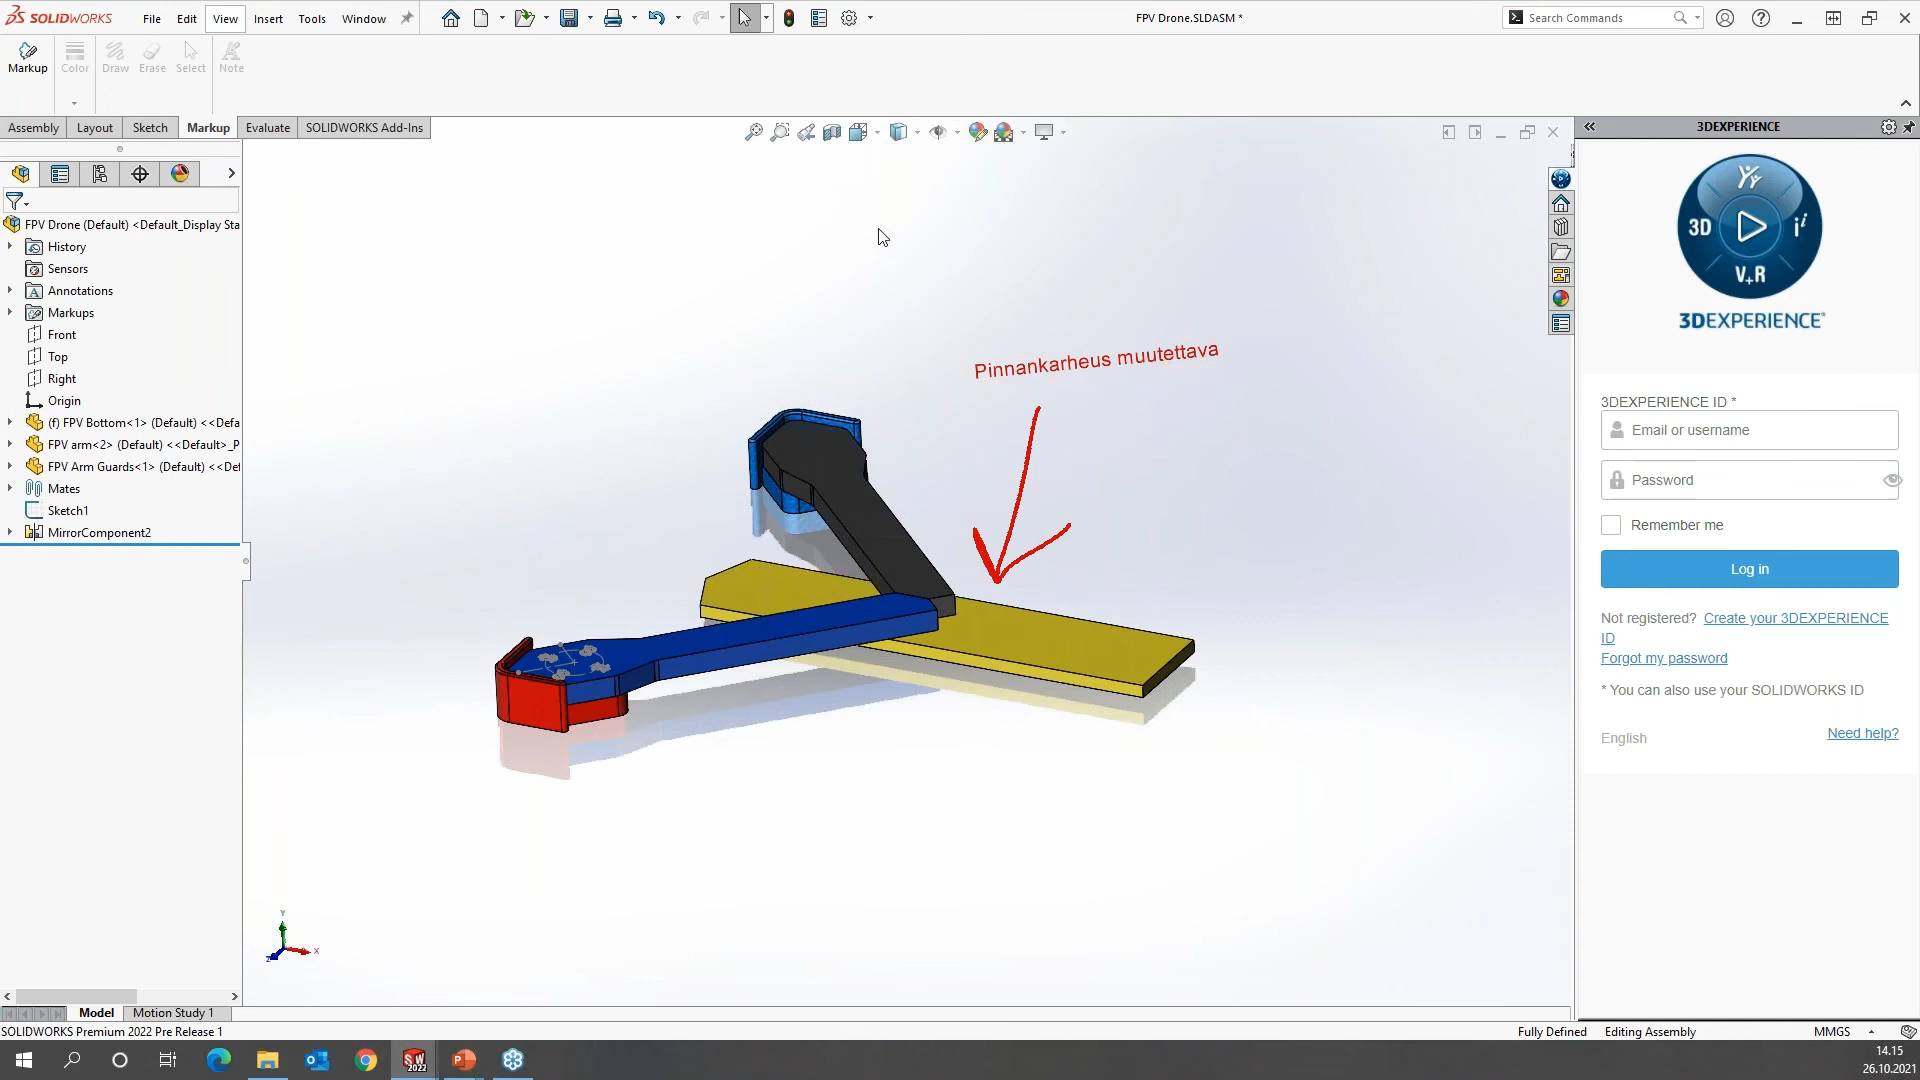 SOLIDWORKS
File Edit View Insert Tools Window
FPV Drone.SLDASM *
Search Commands
Markup Color Draw Erase Select Note
Assembly Layout Sketch Markup Evaluate SOLIDWORKS Add-Ins
3DEXPERIENCE
FPV Drone (Default) <Default_Display Sta
History
Sensors
Annotations
Markups
Front
Top
Right
Origin
(f) FPV Bottom<1> (Default) <<Defa
FPV arm<2> (Default) <<Default>_P
FPV Arm Guards<1> (Default) <<Def
Mates
Sketch1
MirrorComponent2
Pinnankarheus muutettava
Y
X
Z
3D
V+R
3DEXPERIENCE
3DEXPERIENCE ID *
Email or username
Password
Remember me
Log in
Not registered? Create your 3DEXPERIENCE
ID
Forgot my password
* You can also use your SOLIDWORKS ID
English
Need help?
Model Motion Study 1
SOLIDWORKS Premium 2022 Pre Release 1
Fully Defined Editing Assembly MMGS
SW
2022
P
14.15
26.10.2021